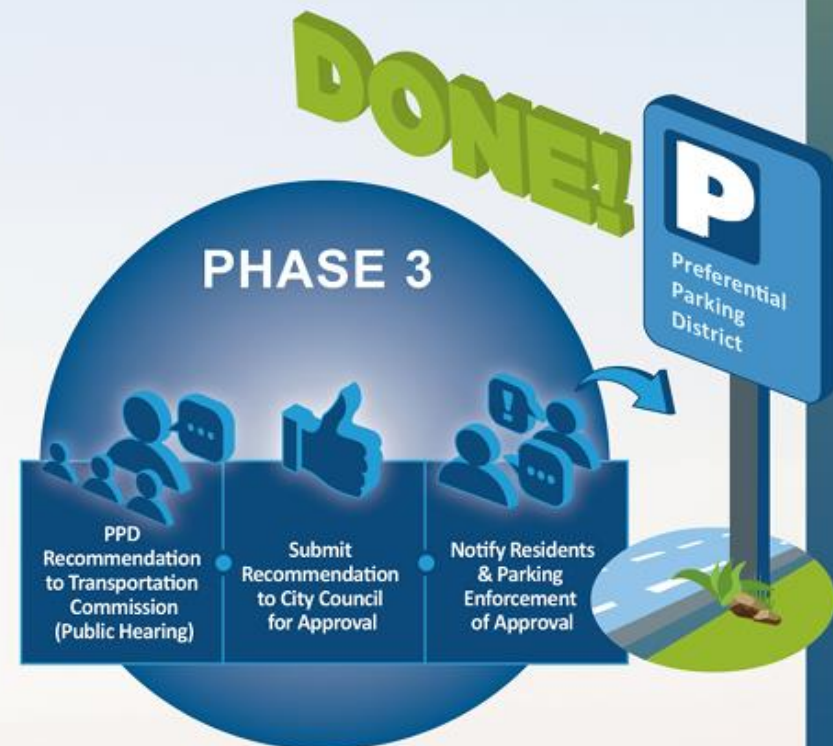 DONE!
P
Preferential
Parking
District
PHASE 3
PPD
Recommendation
to Transportation
Commission
(Public Hearing)
Submit
Recommendation
to City Council
for Approval
Notify Residents
& Parking
Enforcement
of Approval